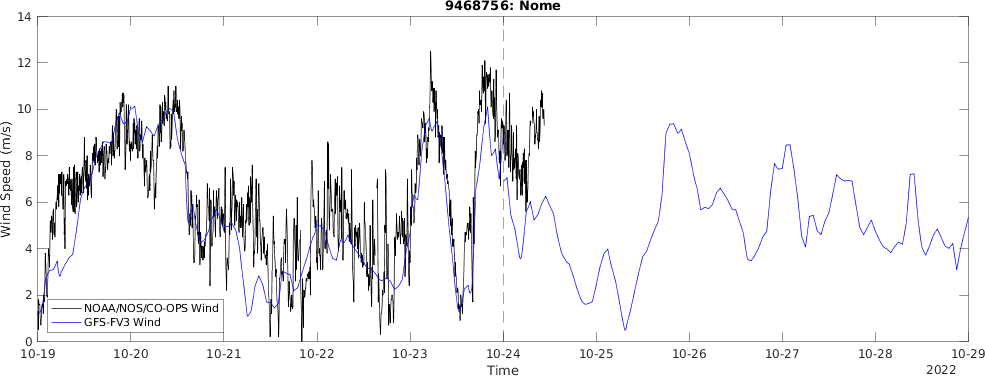 9468756: Nome
14
12
10
8
6
4
2
0
Wind Speed (m/s)
NOAA/NOS/CO-OPS Wind
GFS-FV3 Wind
10-19 10-20 10-21 10-22 10-23 10-24 10-25 10-26 10-27 10-28 10-29
Time
2022